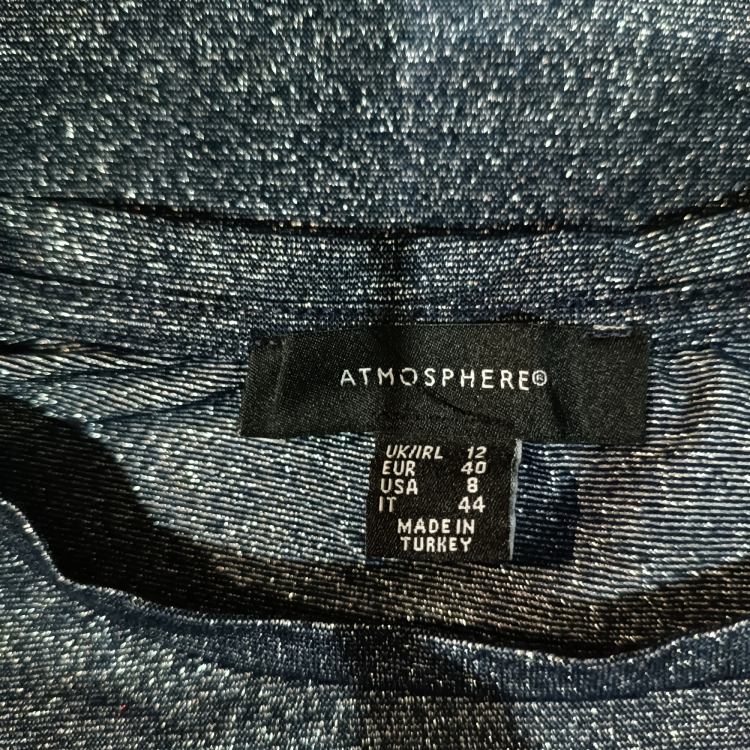 ATMOSPHERE®
UK/IRL 12
EUR 40
USA 8
IT 44
MADE IN
TURKEY